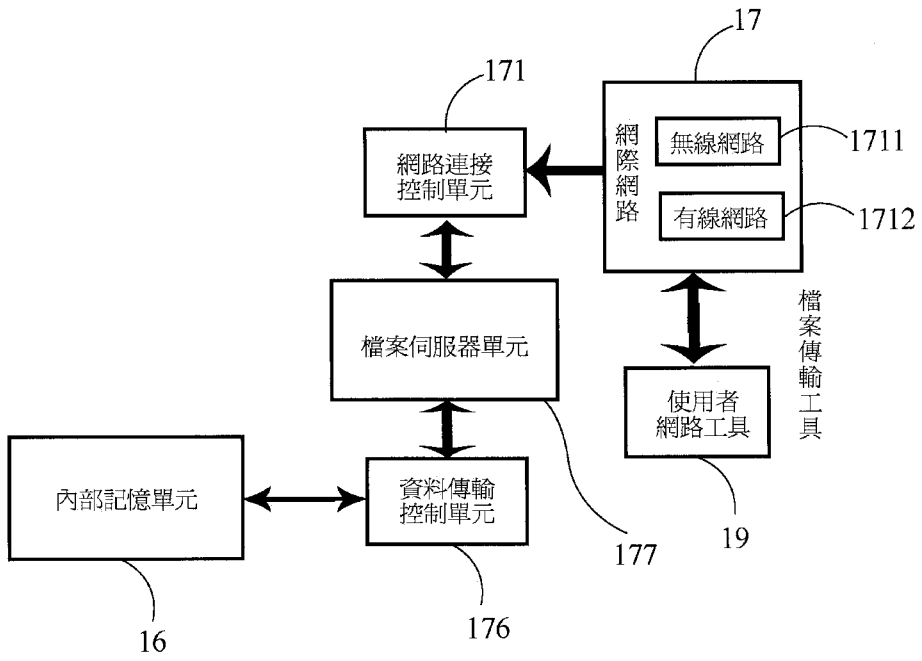 17
171
網際網路
無線網路
1711
網路連接
控制單元
有線網路
1712
檔案傳輸工具
檔案伺服器單元
使用者
網路工具
內部記憶單元
資料傳輸
控制單元
177
19
16
176